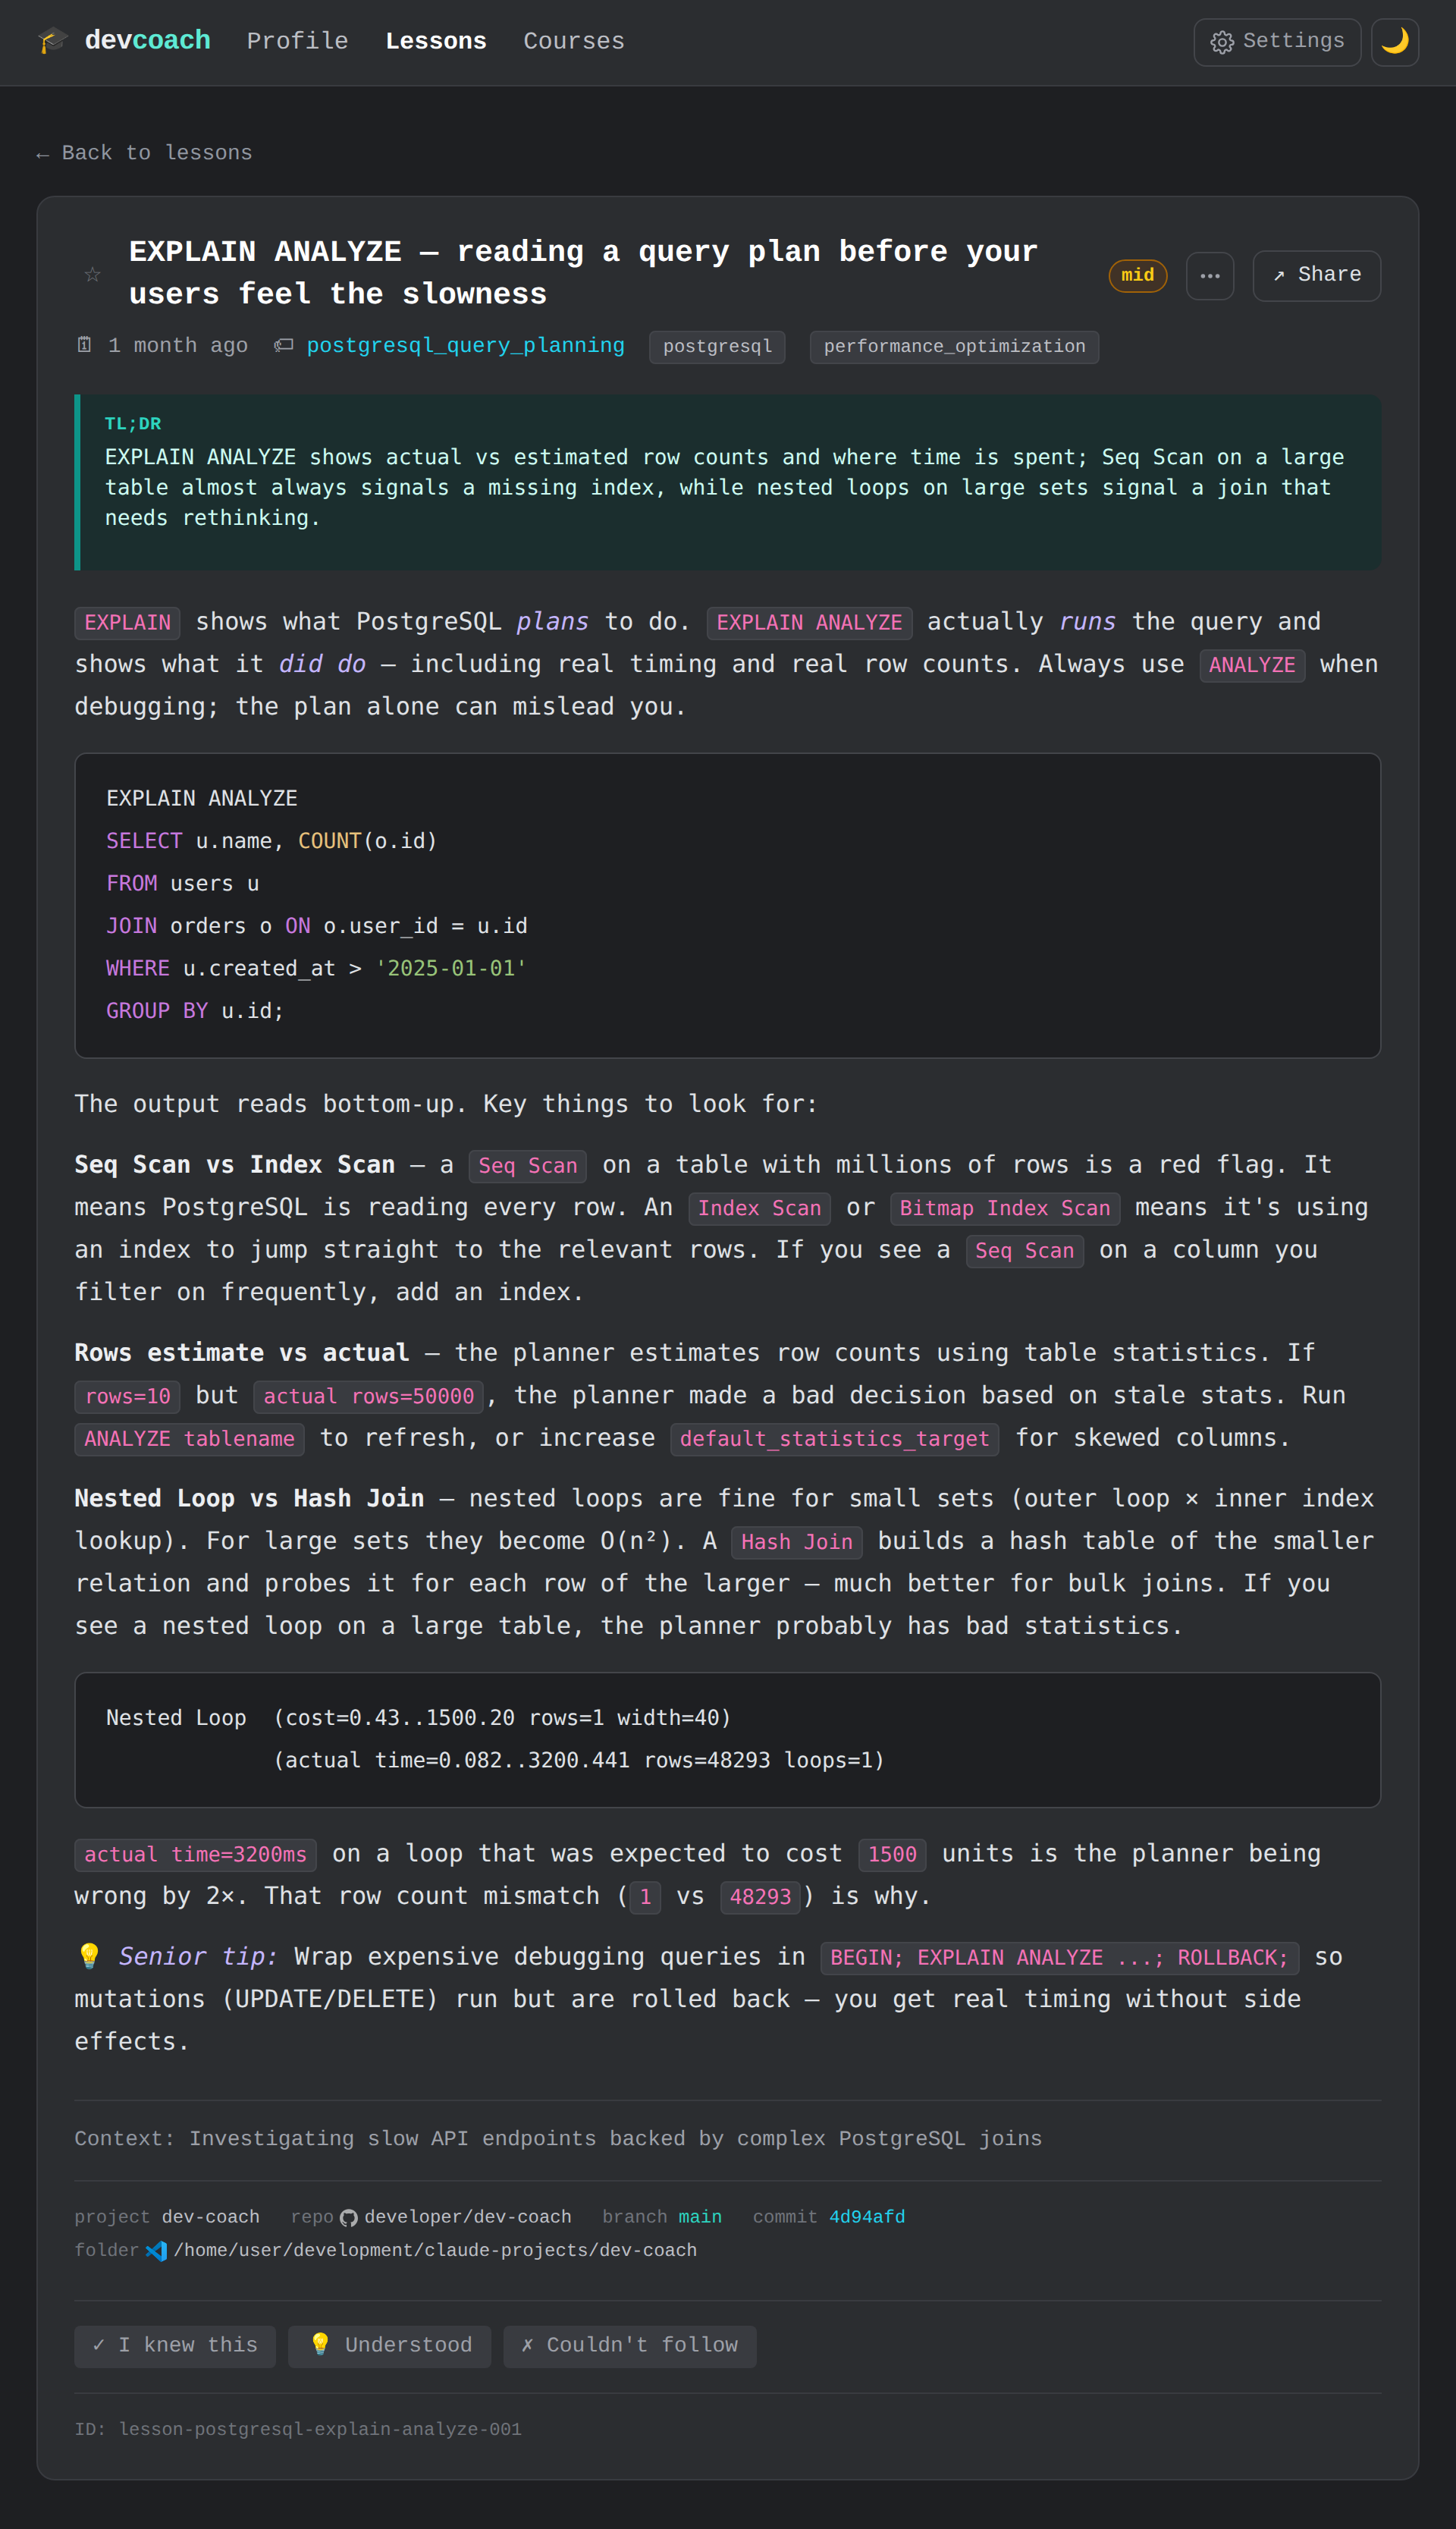 devcoach Profile Lessons Courses Settings
← Back to lessons
☆ EXPLAIN ANALYZE — reading a query plan before your
users feel the slowness
mid ••• ↗ Share
1 month ago postgresql_query_planning postgresql performance_optimization
TL;DR
EXPLAIN ANALYZE shows actual vs estimated row counts and where time is spent; Seq Scan on a large
table almost always signals a missing index, while nested loops on large sets signal a join that
needs rethinking.
EXPLAIN shows what PostgreSQL plans to do. EXPLAIN ANALYZE actually runs the query and
shows what it did do — including real timing and real row counts. Always use ANALYZE when
debugging; the plan alone can mislead you.
EXPLAIN ANALYZE
SELECT u.name, COUNT(o.id)
FROM users u
JOIN orders o ON o.user_id = u.id
WHERE u.created_at > '2025-01-01'
GROUP BY u.id;
The output reads bottom-up. Key things to look for:
Seq Scan vs Index Scan — a Seq Scan on a table with millions of rows is a red flag. It
means PostgreSQL is reading every row. An Index Scan or Bitmap Index Scan means it's using
an index to jump straight to the relevant rows. If you see a Seq Scan on a column you
filter on frequently, add an index.
Rows estimate vs actual — the planner estimates row counts using table statistics. If
rows=10 but actual rows=50000, the planner made a bad decision based on stale stats. Run
ANALYZE tablename to refresh, or increase default_statistics_target for skewed columns.
Nested Loop vs Hash Join — nested loops are fine for small sets (outer loop × inner index
lookup). For large sets they become O(n²). A Hash Join builds a hash table of the smaller
relation and probes it for each row of the larger — much better for bulk joins. If you
see a nested loop on a large table, the planner probably has bad statistics.
Nested Loop  (cost=0.43..1500.20 rows=1 width=40)
(actual time=0.082..3200.441 rows=48293 loops=1)
actual time=3200ms on a loop that was expected to cost 1500 units is the planner being
wrong by 2×. That row count mismatch (1 vs 48293) is why.
💡 Senior tip: Wrap expensive debugging queries in BEGIN; EXPLAIN ANALYZE ...; ROLLBACK; so
mutations (UPDATE/DELETE) run but are rolled back — you get real timing without side
effects.
Context: Investigating slow API endpoints backed by complex PostgreSQL joins
project dev-coach repo developer/dev-coach branch main commit 4d94afd
folder /home/user/development/claude-projects/dev-coach
✓ I knew this 💡 Understood ✗ Couldn't follow
ID: lesson-postgresql-explain-analyze-001